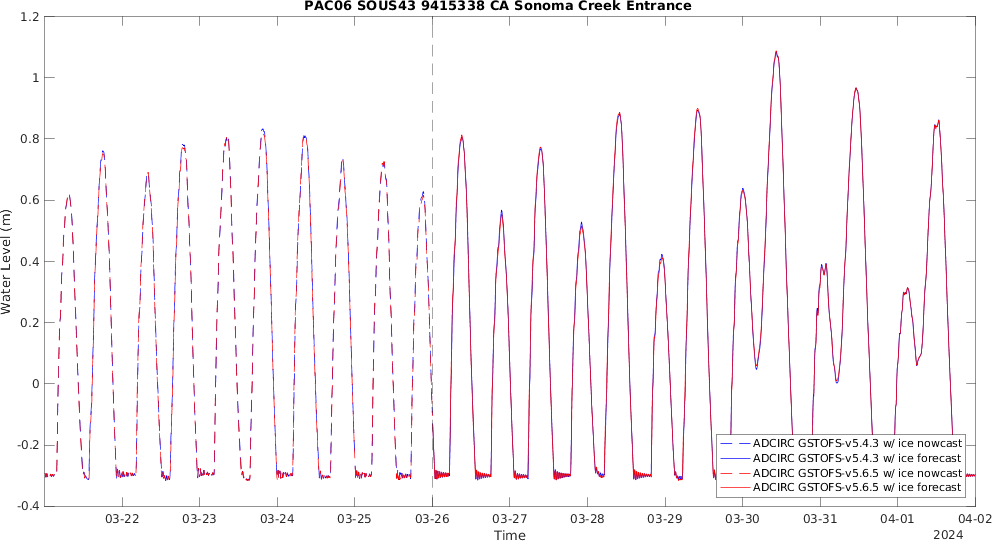 PAC06 SOUS43 9415338 CA Sonoma Creek Entrance
1.2
1
0.8
0.6
0.4
0.2
0
-0.2
-0.4
Water Level (m)
ADCIRC GSTOFS-v5.4.3 w/ ice nowcast
ADCIRC GSTOFS-v5.4.3 w/ ice forecast
ADCIRC GSTOFS-v5.6.5 w/ ice nowcast
ADCIRC GSTOFS-v5.6.5 w/ ice forecast
03-22 03-23 03-24 03-25 03-26 03-27 03-28 03-29 03-30 03-31 04-01 04-02
Time
2024